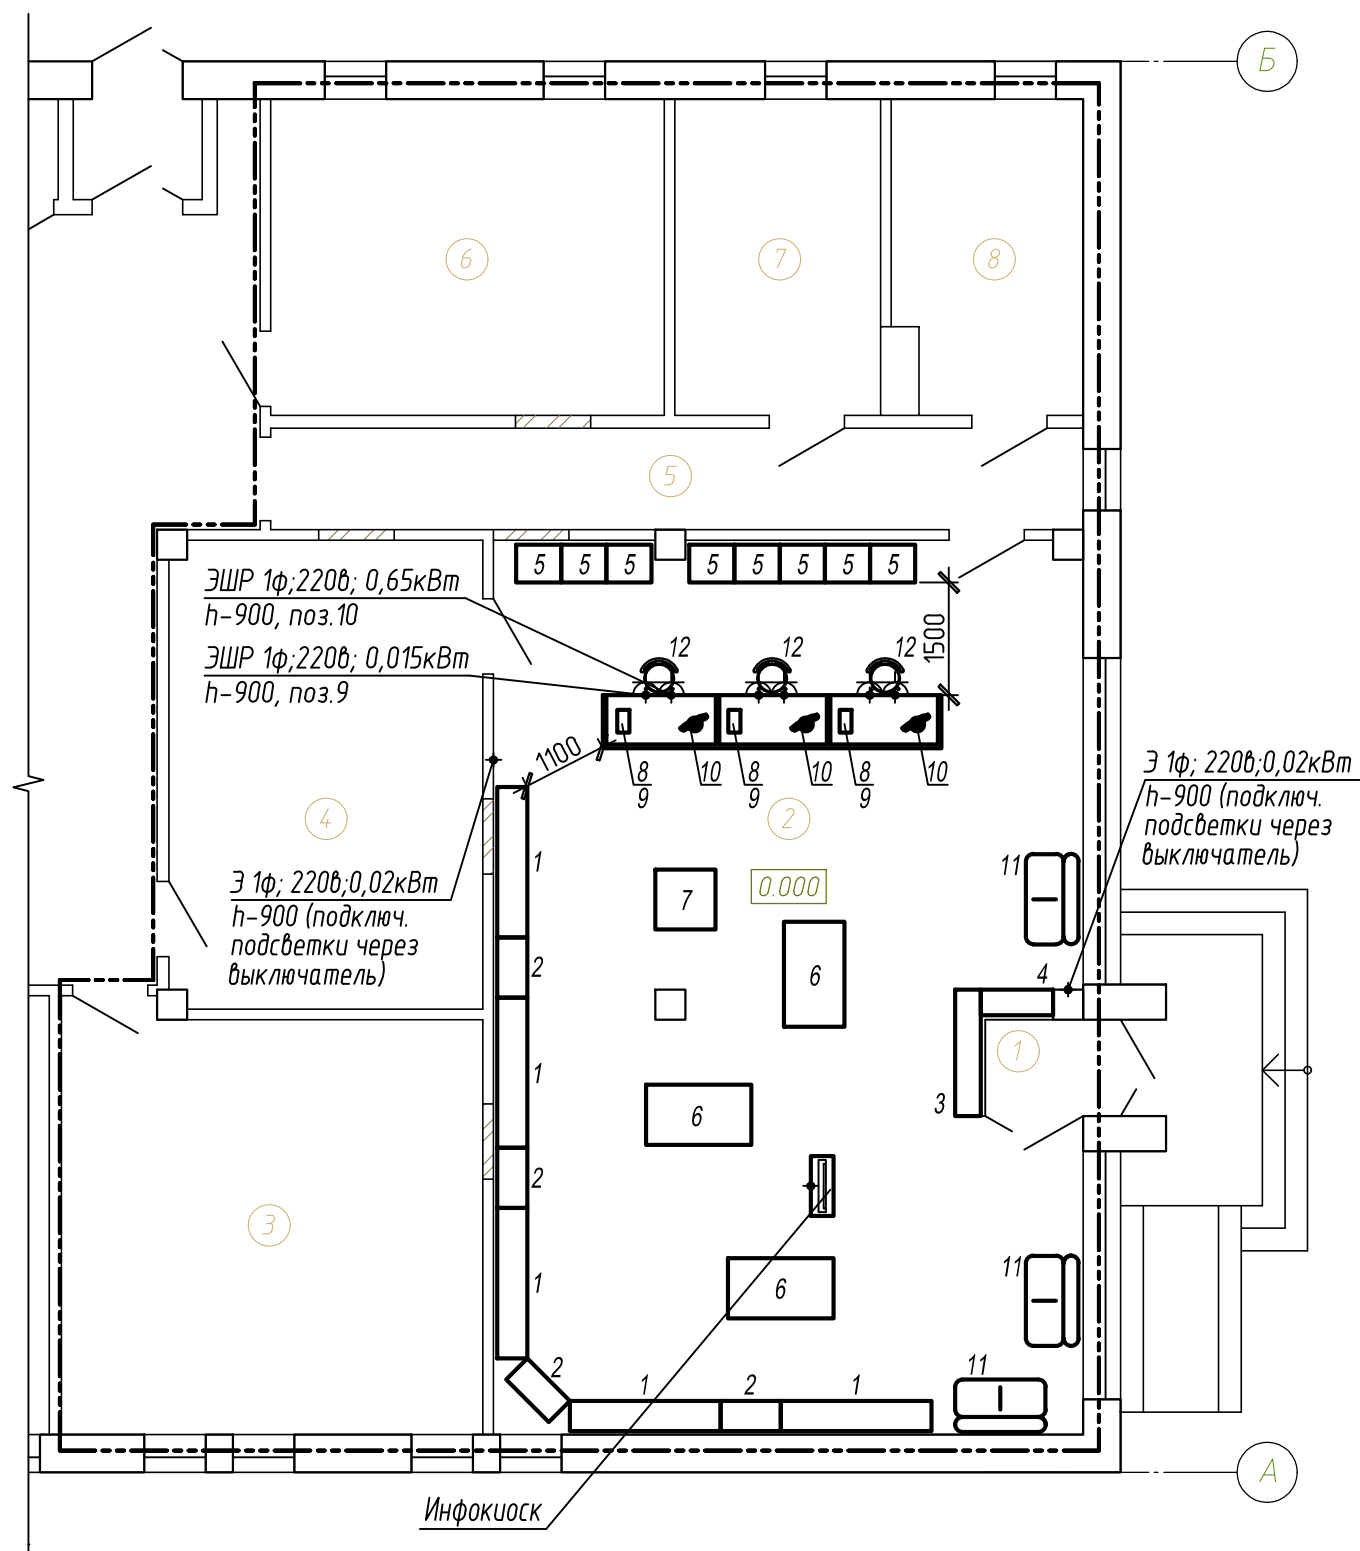 Б
6
7
8
5
5 5 5 5 5 5 5 5
ЭШР 1ф;220в; 0,65кВт
h-900, поз.10
ЭШР 1ф;220в; 0,015кВт
h-900, поз.9
12 12 12
1500
1100
8
9
10
8
9
10
8
9
10
Э 1ф; 220в;0,02кВт
h-900 (подключ.
подсветки через
выключатель)
4
2
1
11
Э 1ф; 220в;0,02кВт
h-900 (подключ.
подсветки через
выключатель)
7
0.000
2
6
4
1
1
3
6
2
3
1
6
11
2
1
2
1
11
А
Инфокиоск